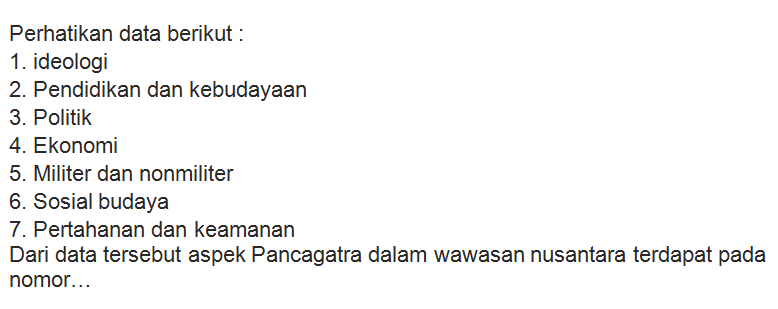 Perhatikan data berikut :
1. ideologi
2. Pendidikan dan kebudayaan
3. Politik
4. Ekonomi
5. Militer dan nonmiliter
6. Sosial budaya
7. Pertahanan dan keamanan
Dari data tersebut aspek Pancagatra dalam wawasan nusantara terdapat pada
nomor…